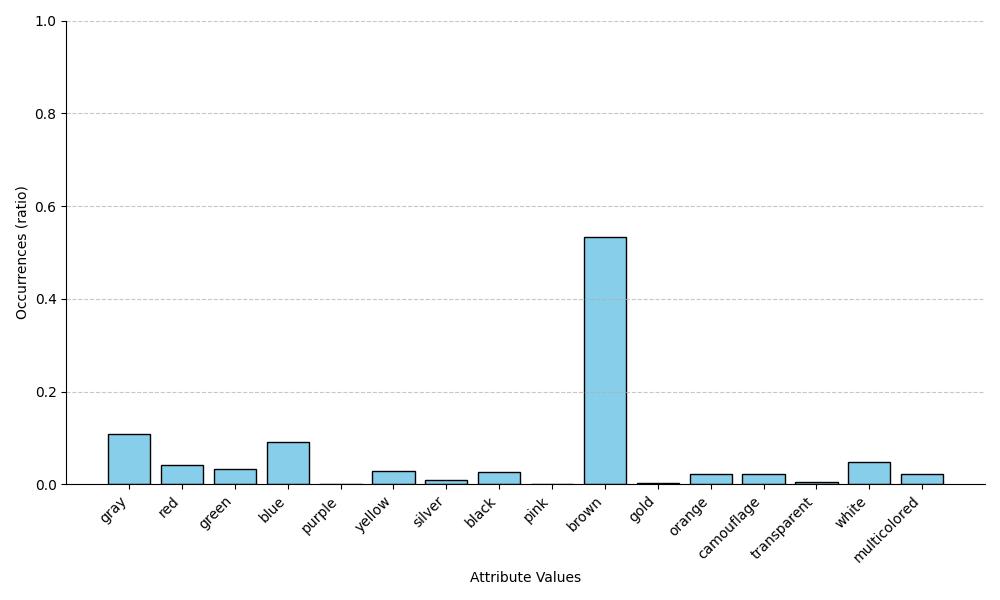 1.0
0.8
0.6
0.4
0.2
0.0
Occurrences (ratio)
gray
red
green
blue
purple
yellow
silver
black
pink
brown
gold
orange
camouflage
transparent
white
multicolored
Attribute Values